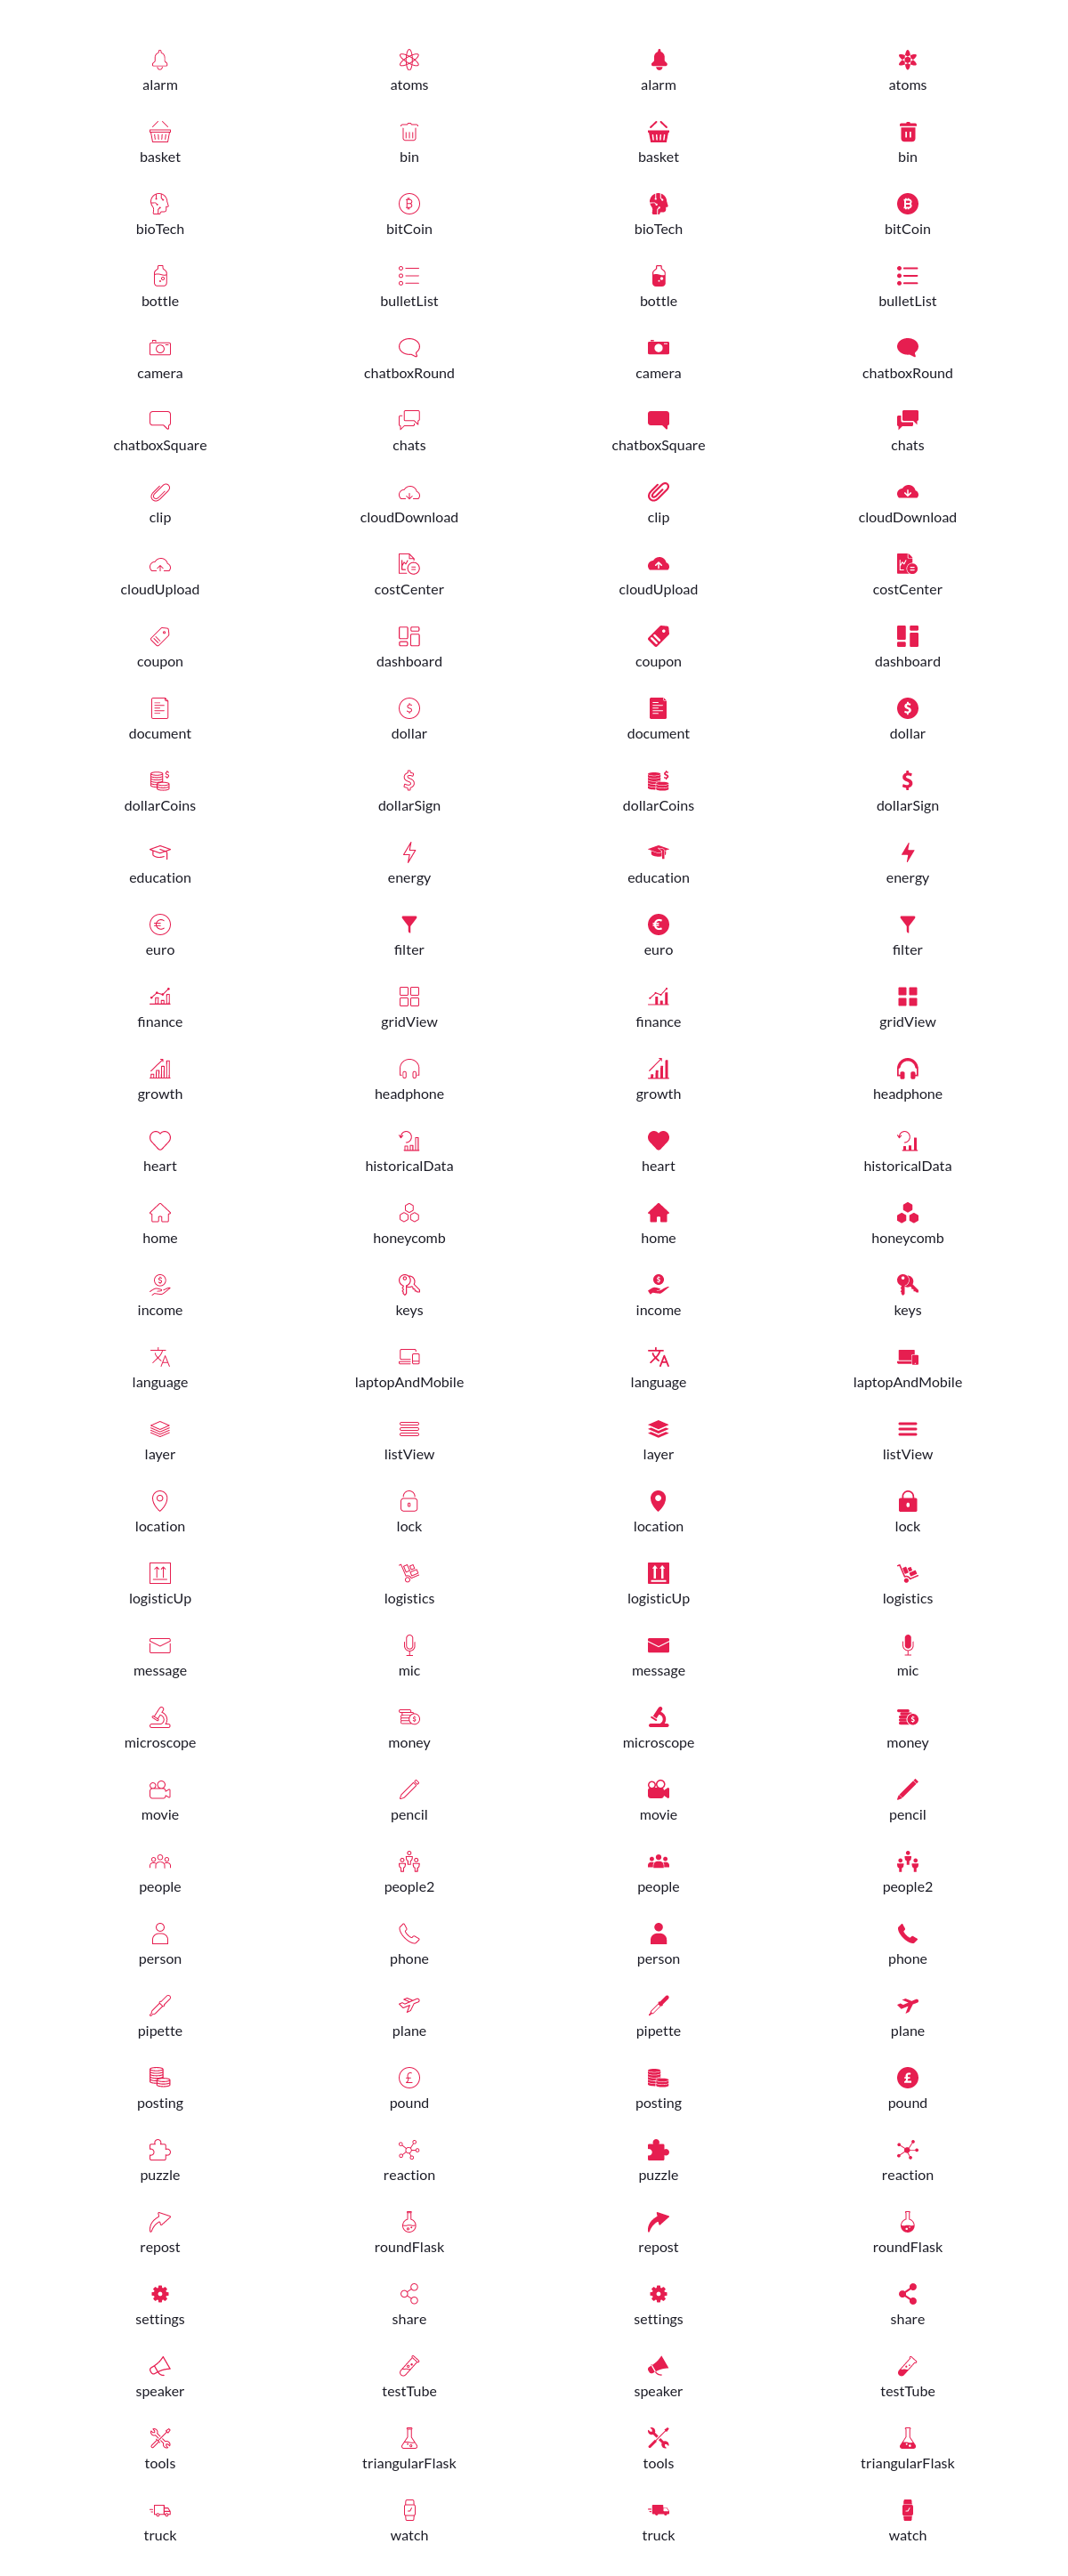 alarm atoms alarm atoms
basket bin basket bin
bioTech bitCoin bioTech bitCoin
bottle bulletList bottle bulletList
camera chatboxRound camera chatboxRound
chatboxSquare chats chatboxSquare chats
clip cloudDownload clip cloudDownload
cloudUpload costCenter cloudUpload costCenter
coupon dashboard coupon dashboard
document dollar document dollar
dollarCoins dollarSign dollarCoins dollarSign
education energy education energy
euro filter euro filter
finance gridView finance gridView
growth headphone growth headphone
heart historicalData heart historicalData
home honeycomb home honeycomb
income keys income keys
language laptopAndMobile language laptopAndMobile
layer listView layer listView
location lock location lock
logisticUp logistics logisticUp logistics
message mic message mic
microscope money microscope money
movie pencil movie pencil
people people2 people people2
person phone person phone
pipette plane pipette plane
posting pound posting pound
puzzle reaction puzzle reaction
repost roundFlask repost roundFlask
settings share settings share
speaker testTube speaker testTube
tools triangularFlask tools triangularFlask
truck watch truck watch